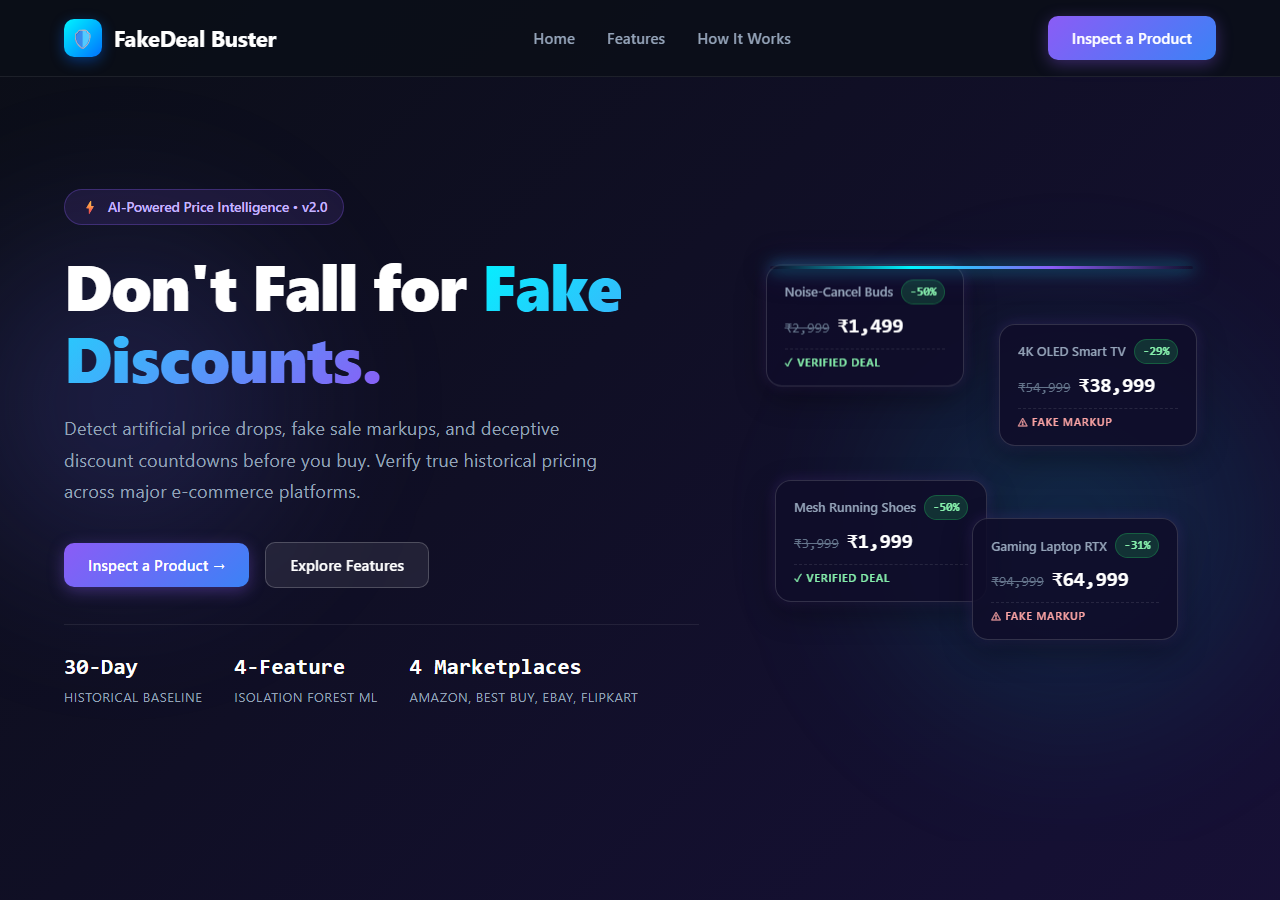 FakeDeal Buster
Home
Features
How It Works
Inspect a Product
AI-Powered Price Intelligence • v2.0
Don't Fall for Fake
Discounts.
Detect artificial price drops, fake sale markups, and deceptive
discount countdowns before you buy. Verify true historical pricing
across major e-commerce platforms.
Inspect a Product →
Explore Features
30-Day
HISTORICAL BASELINE
4-Feature
ISOLATION FOREST ML
4 Marketplaces
AMAZON, BEST BUY, EBAY, FLIPKART
Noise-Cancel Buds -50%
₹2,999 ₹1,499
✓ VERIFIED DEAL
4K OLED Smart TV -29%
₹54,999 ₹38,999
⚠ FAKE MARKUP
Mesh Running Shoes -50%
₹3,999 ₹1,999
✓ VERIFIED DEAL
Gaming Laptop RTX -31%
₹94,999 ₹64,999
⚠ FAKE MARKUP